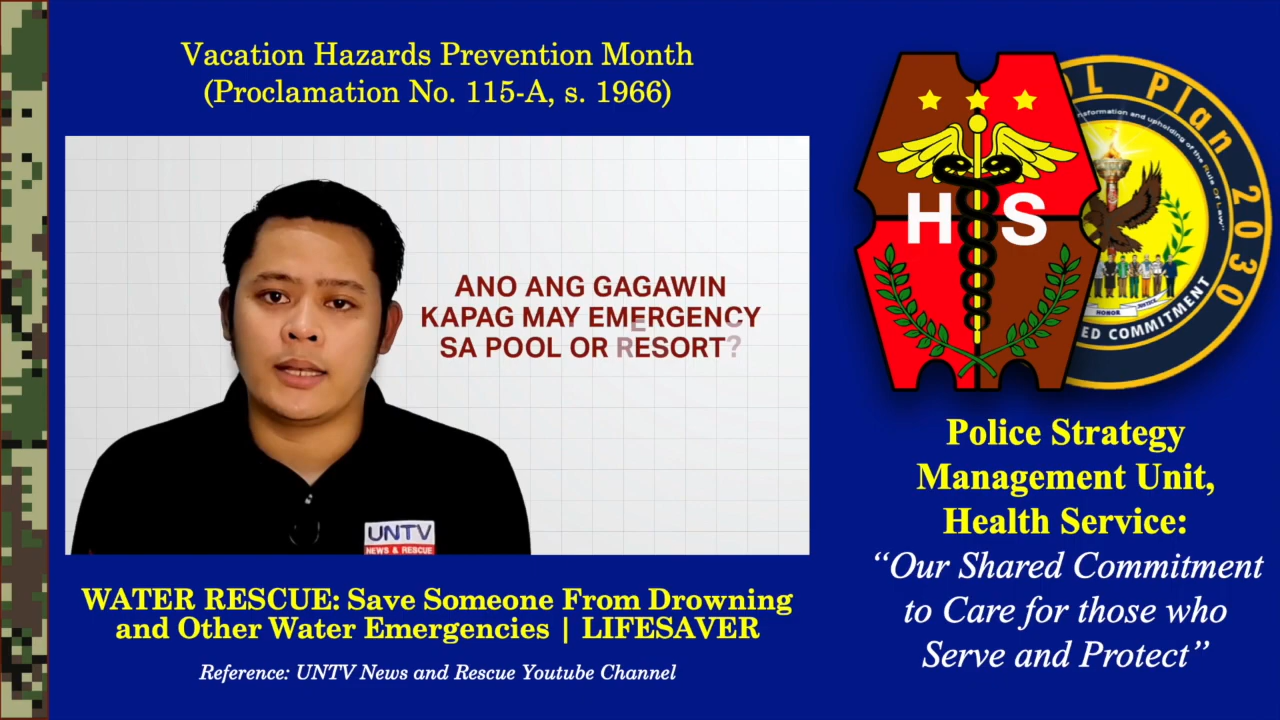 Vacation Hazards Prevention Month
(Proclamation No. 115-A, s. 1966)
ANO ANG GAGAWIN
KAPAG MAY EMERGENCY
SA POOL OR RESORT?
UNTV
NEWS & RESCUE
WATER RESCUE: Save Someone From Drowning
and Other Water Emergencies | LIFESAVER
Reference: UNTV News and Rescue Youtube Channel
H S
Plan 2030
HONOR
JUSTICE
COMMITMENT
Police Strategy
Management Unit,
Health Service:
“Our Shared Commitment
to Care for those who
Serve and Protect”